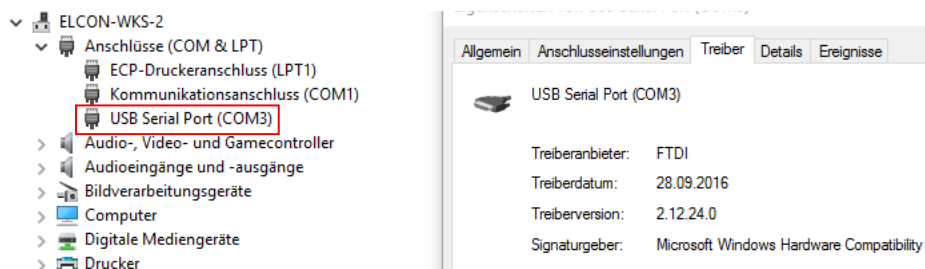 ELCON-WKS-2
Anschlüsse (COM & LPT)
ECP-Druckeranschluss (LPT1)
Kommunikationsanschluss (COM1)
USB Serial Port (COM3)
Audio-, Video- und Gamecontroller
Audioeingänge und -ausgänge
Bildverarbeitungsgeräte
Computer
Digitale Mediengeräte
Drucker
Allgemein Anschlusseinstellungen Treiber Details Ereignisse
USB Serial Port (COM3)
Treiberanbieter: FTDI
Treiberdatum: 28.09.2016
Treiberversion: 2.12.24.0
Signaturgeber: Microsoft Windows Hardware Compatibility